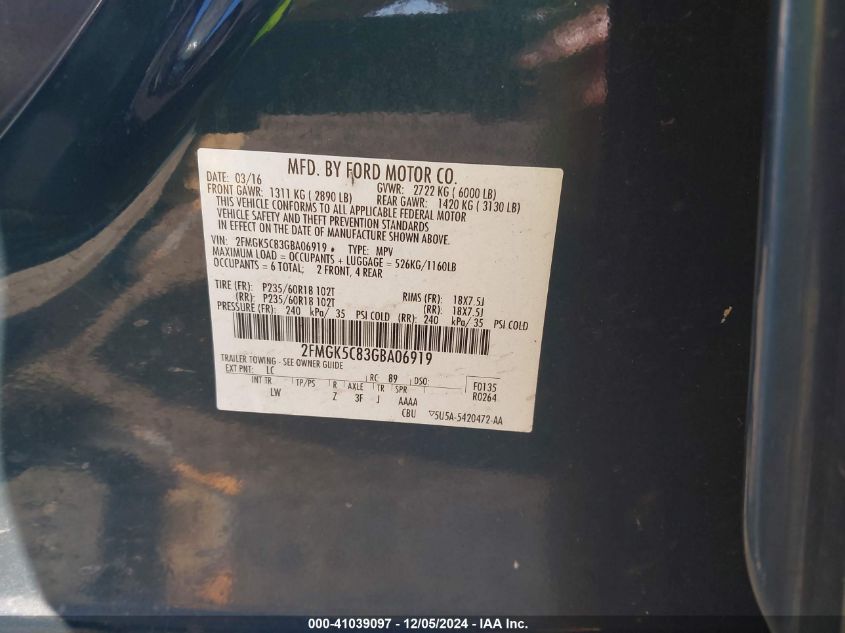 MFD. BY FORD MOTOR CO.
DATE: 03/16 GVWR: 2722 KG ( 6000 LB)
FRONT GAWR: 1311 KG ( 2890 LB) REAR GAWR: 1420 KG ( 3130 LB)
THIS VEHICLE CONFORMS TO ALL APPLICABLE FEDERAL MOTOR
VEHICLE SAFETY AND THEFT PREVENTION STANDARDS
IN EFFECT ON THE DATE OF MANUFACTURE SHOWN ABOVE.
VIN: 2FMGK5C83GBA06919 • TYPE: MPV
MAXIMUM LOAD = OCCUPANTS + LUGGAGE = 526KG/1160LB
OCCUPANTS = 6 TOTAL; 2 FRONT, 4 REAR
TIRE (FR): P235/60R18 102T RIMS (FR): 18X7.5J
(RR): P235/60R18 102T (RR): 18X7.5J
PRESSURE (FR): 240 kPa/ 35 PSI COLD (RR): 240 kPa/ 35 PSI COLD
2FMGK5C83GBA06919
TRAILER TOWING - SEE OWNER GUIDE
EXT PNT: LC RC: 89 DSO: F0135
INT TR TP/PS R AXLE TR SPR R0264
LW Z 3F J AAAA
CBU ▽5U5A-5420472-AA
000-41039097 - 12/05/2024 - IAA Inc.